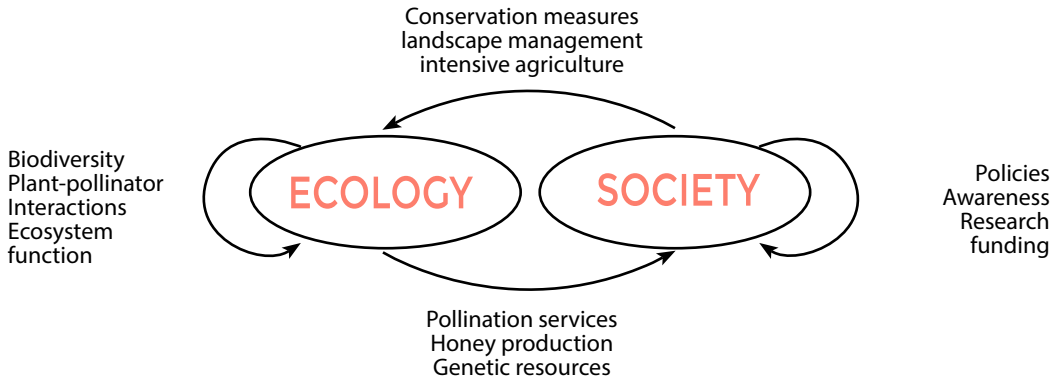 Conservation measures
landscape management
intensive agriculture
Biodiversity
Plant-pollinator
Interactions
Ecosystem
function
ECOLOGY
SOCIETY
Policies
Awareness
Research
funding
Pollination services
Honey production
Genetic resources